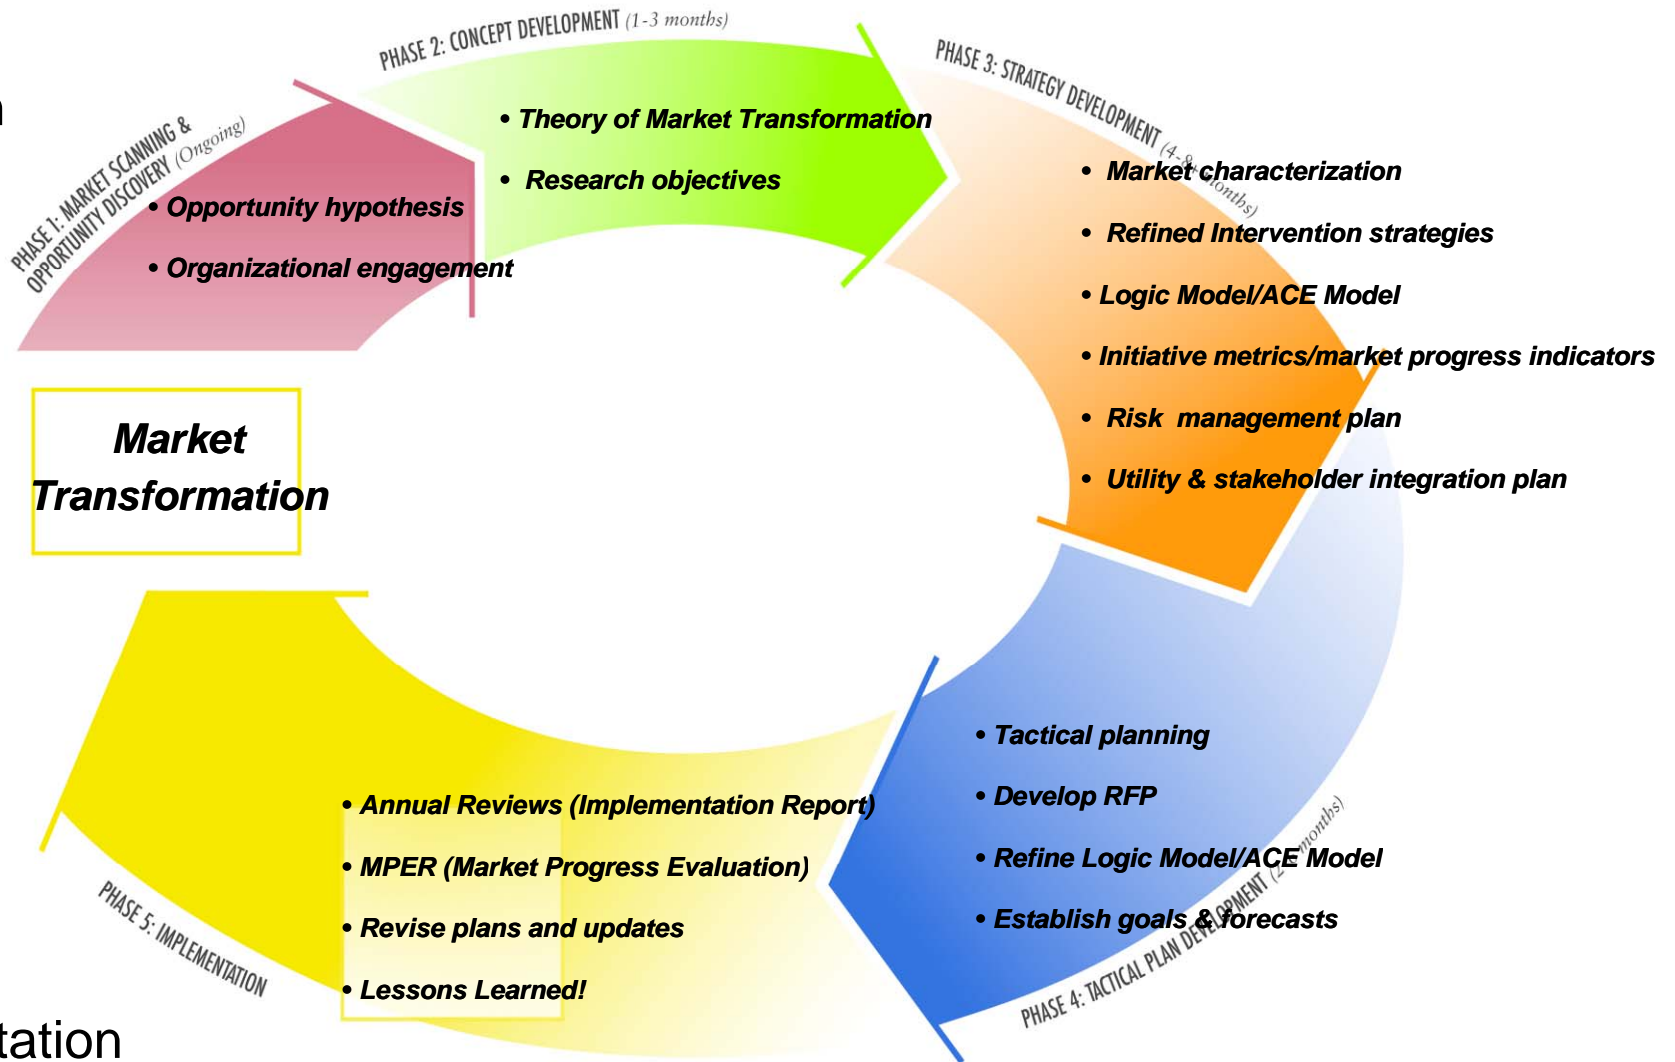 PHASE 1: MARKET SCANNING &
OPPORTUNITY DISCOVERY (Ongoing)
• Opportunity hypothesis
• Organizational engagement
PHASE 2: CONCEPT DEVELOPMENT (1-3 months)
• Theory of Market Transformation
• Research objectives
PHASE 3: STRATEGY DEVELOPMENT (4-8+ months)
• Market characterization
• Refined Intervention strategies
• Logic Model/ACE Model
• Initiative metrics/market progress indicators
• Risk management plan
• Utility & stakeholder integration plan
Market
Transformation
• Tactical planning
• Develop RFP
• Refine Logic Model/ACE Model
• Establish goals & forecasts
PHASE 4: TACTICAL PLAN DEVELOPMENT months)
• Annual Reviews (Implementation Report)
• MPER (Market Progress Evaluation)
• Revise plans and updates
• Lessons Learned!
PHASE 5: IMPLEMENTATION
tation